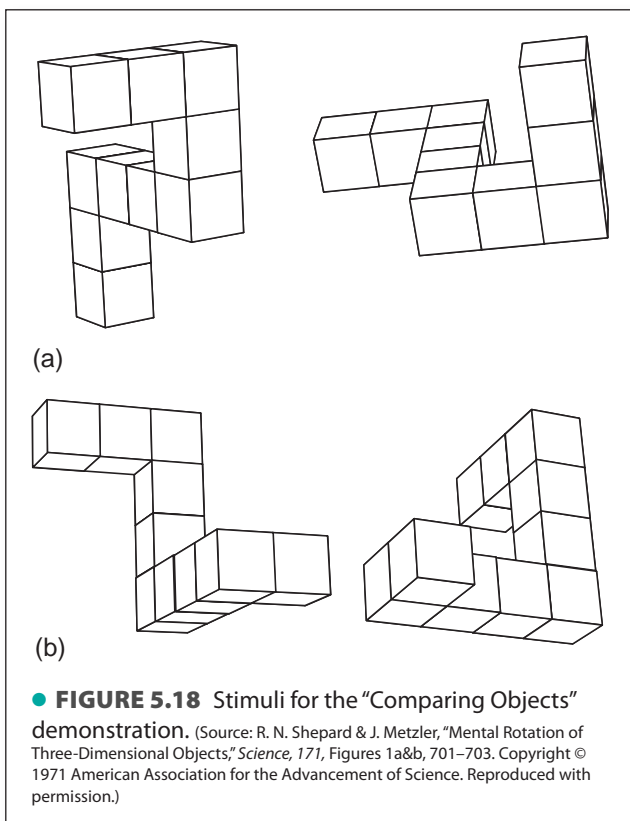 (a)
(b)
● FIGURE 5.18 Stimuli for the “Comparing Objects”
demonstration. (Source: R. N. Shepard & J. Metzler, “Mental Rotation of
Three-Dimensional Objects,” Science, 171, Figures 1a&b, 701–703. Copyright ©
1971 American Association for the Advancement of Science. Reproduced with
permission.)